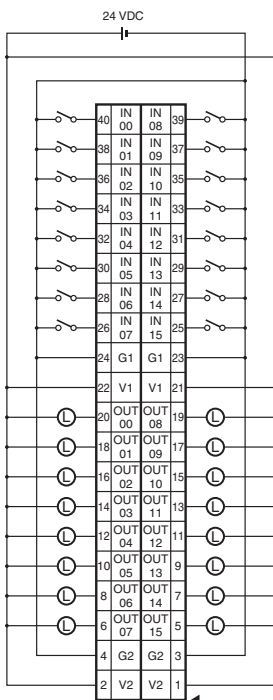 24 VDC
40 IN 00 IN 08 39
38 IN 01 IN 09 37
36 IN 02 IN 10 35
34 IN 03 IN 11 33
32 IN 04 IN 12 31
30 IN 05 IN 13 29
28 IN 06 IN 14 27
26 IN 07 IN 15 25
24 G1 G1 23
22 V1 V1 21
L 20 OUT 00 OUT 08 19 L
L 18 OUT 01 OUT 09 17 L
L 16 OUT 02 OUT 10 15 L
L 14 OUT 03 OUT 11 13 L
L 12 OUT 04 OUT 12 11 L
L 10 OUT 05 OUT 13 9 L
L 8 OUT 06 OUT 14 7 L
L 6 OUT 07 OUT 15 5 L
4 G2 G2 3
2 V2 V2 1